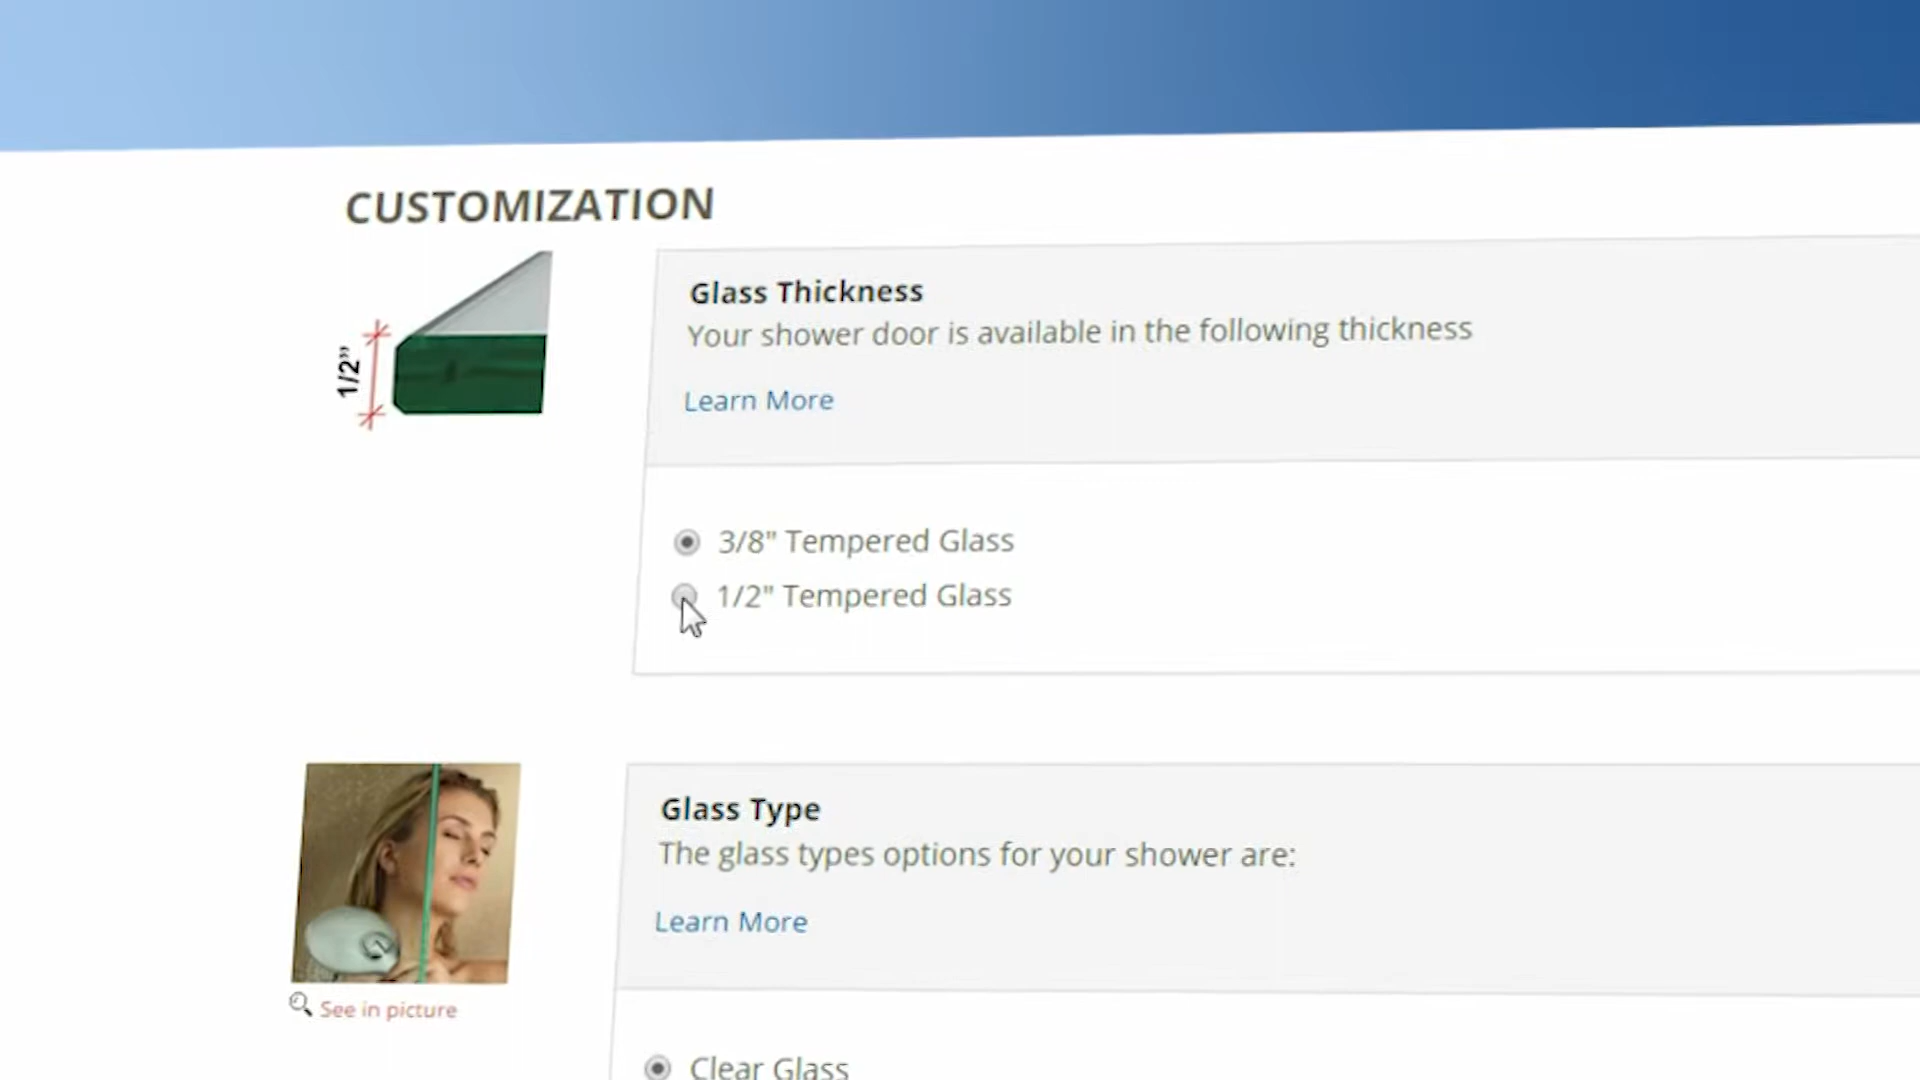 CUSTOMIZATION
1/2”
Glass Thickness
Your shower door is available in the following thickness
Learn More
3/8" Tempered Glass
1/2" Tempered Glass
Glass Type
The glass types options for your shower are:
Learn More
See in picture
Clear Glass